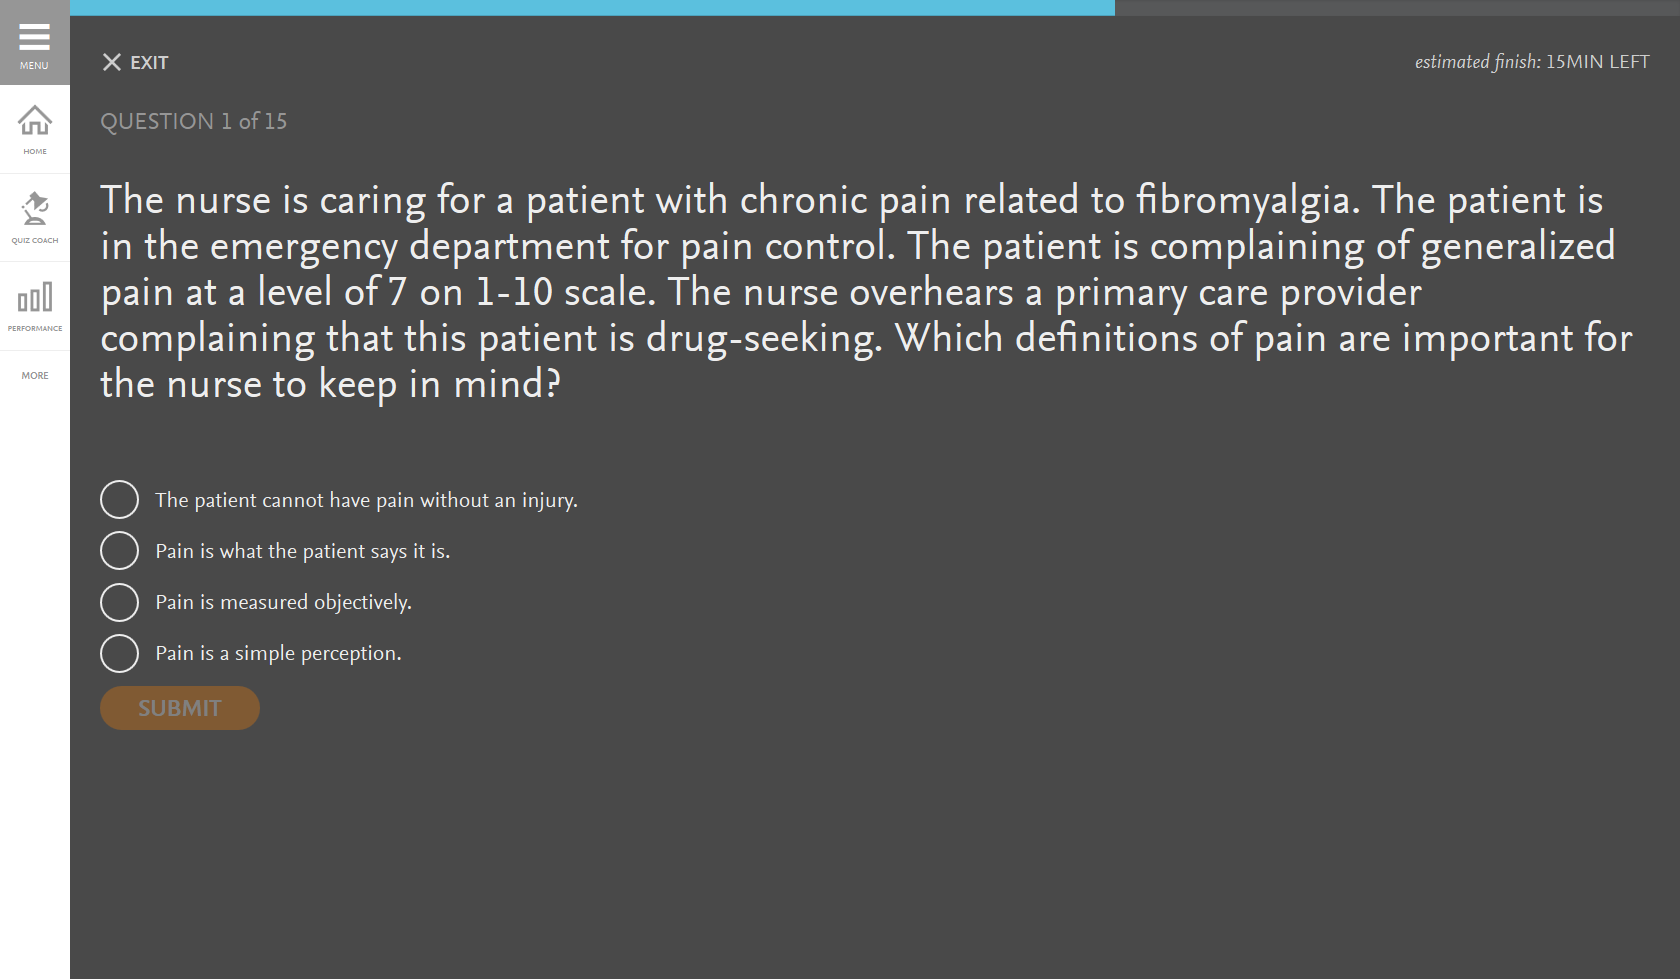 MENU
HOME
QUIZ COACH
PERFORMANCE
MORE
EXIT
estimated finish: 15MIN LEFT
QUESTION 1 of 15
The nurse is caring for a patient with chronic pain related to fibromyalgia. The patient is
in the emergency department for pain control. The patient is complaining of generalized
pain at a level of 7 on 1-10 scale. The nurse overhears a primary care provider
complaining that this patient is drug-seeking. Which definitions of pain are important for
the nurse to keep in mind?
The patient cannot have pain without an injury.
Pain is what the patient says it is.
Pain is measured objectively.
Pain is a simple perception.
SUBMIT